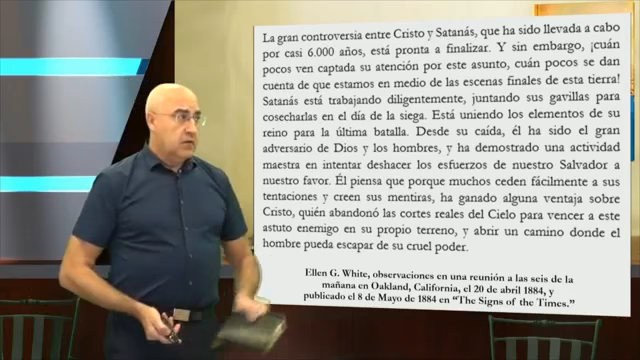 La gran controversia entre Cristo y Satanás, que ha sido llevada a cabo
por casi 6.000 años, está pronta a finalizar. Y sin embargo, ¡cuán
pocos ven captada su atención por este asunto, cuán pocos se dan
cuenta de que estamos en medio de las escenas finales de esta tierra!
Satanás está trabajando diligentemente, juntando sus gavillas para
cosecharlas en el día de la siega. Está uniendo los elementos de su
reino para la última batalla. Desde su caída, él ha sido el gran
adversario de Dios y los hombres, y ha demostrado una actividad
maestra en intentar deshacer los esfuerzos de nuestro Salvador a
nuestro favor. Él piensa que porque muchos ceden fácilmente a sus
tentaciones y creen sus mentiras, ha ganado alguna ventaja sobre
Cristo, quién abandonó las cortes reales del Cielo para vencer a este
astuto enemigo en su propio terreno, y abrir un camino donde el
hombre pueda escapar de su cruel poder.
Ellen G. White, observaciones en una reunión a las seis de la
mañana en Oakland, California, el 20 de abril 1884, y
publicado el 8 de Mayo de 1884 en “The Signs of the Times.”